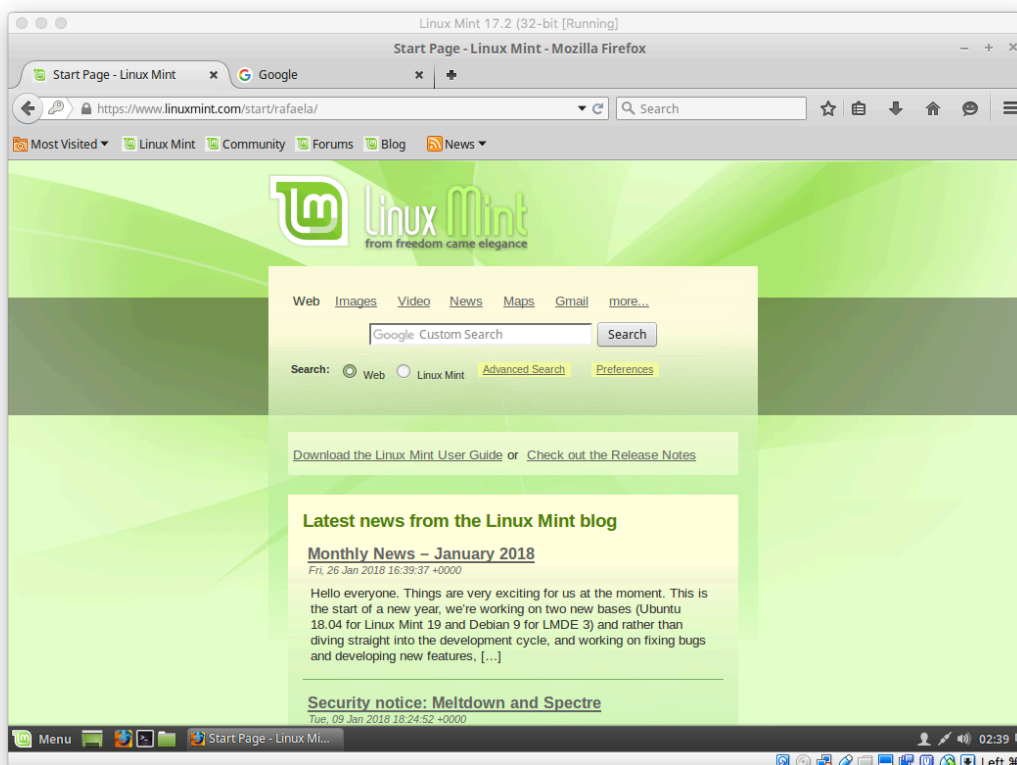 Linux Mint 17.2 (32-bit [Running]
Start Page - Linux Mint - Mozilla Firefox
Start Page - Linux Mint Google
https://www.linuxmint.com/start/rafaela/ Search
Most Visited Linux Mint Community Forums Blog News
Linux Mint
from freedom came elegance
Web Images Video News Maps Gmail more...
Google Custom Search Search
Search: Web Linux Mint Advanced Search Preferences
Download the Linux Mint User Guide or Check out the Release Notes
Latest news from the Linux Mint blog
Monthly News – January 2018
Fri, 26 Jan 2018 16:39:37 +0000
Hello everyone. Things are very exciting for us at the moment. This is
the start of a new year, we're working on two new bases (Ubuntu
18.04 for Linux Mint 19 and Debian 9 for LMDE 3) and rather than
diving straight into the development cycle, and working on fixing bugs
and developing new features, […]
Security notice: Meltdown and Spectre
Tue, 09 Jan 2018 18:24:52 +0000
Menu Start Page - Linux Mi... 02:39
Left ⌘